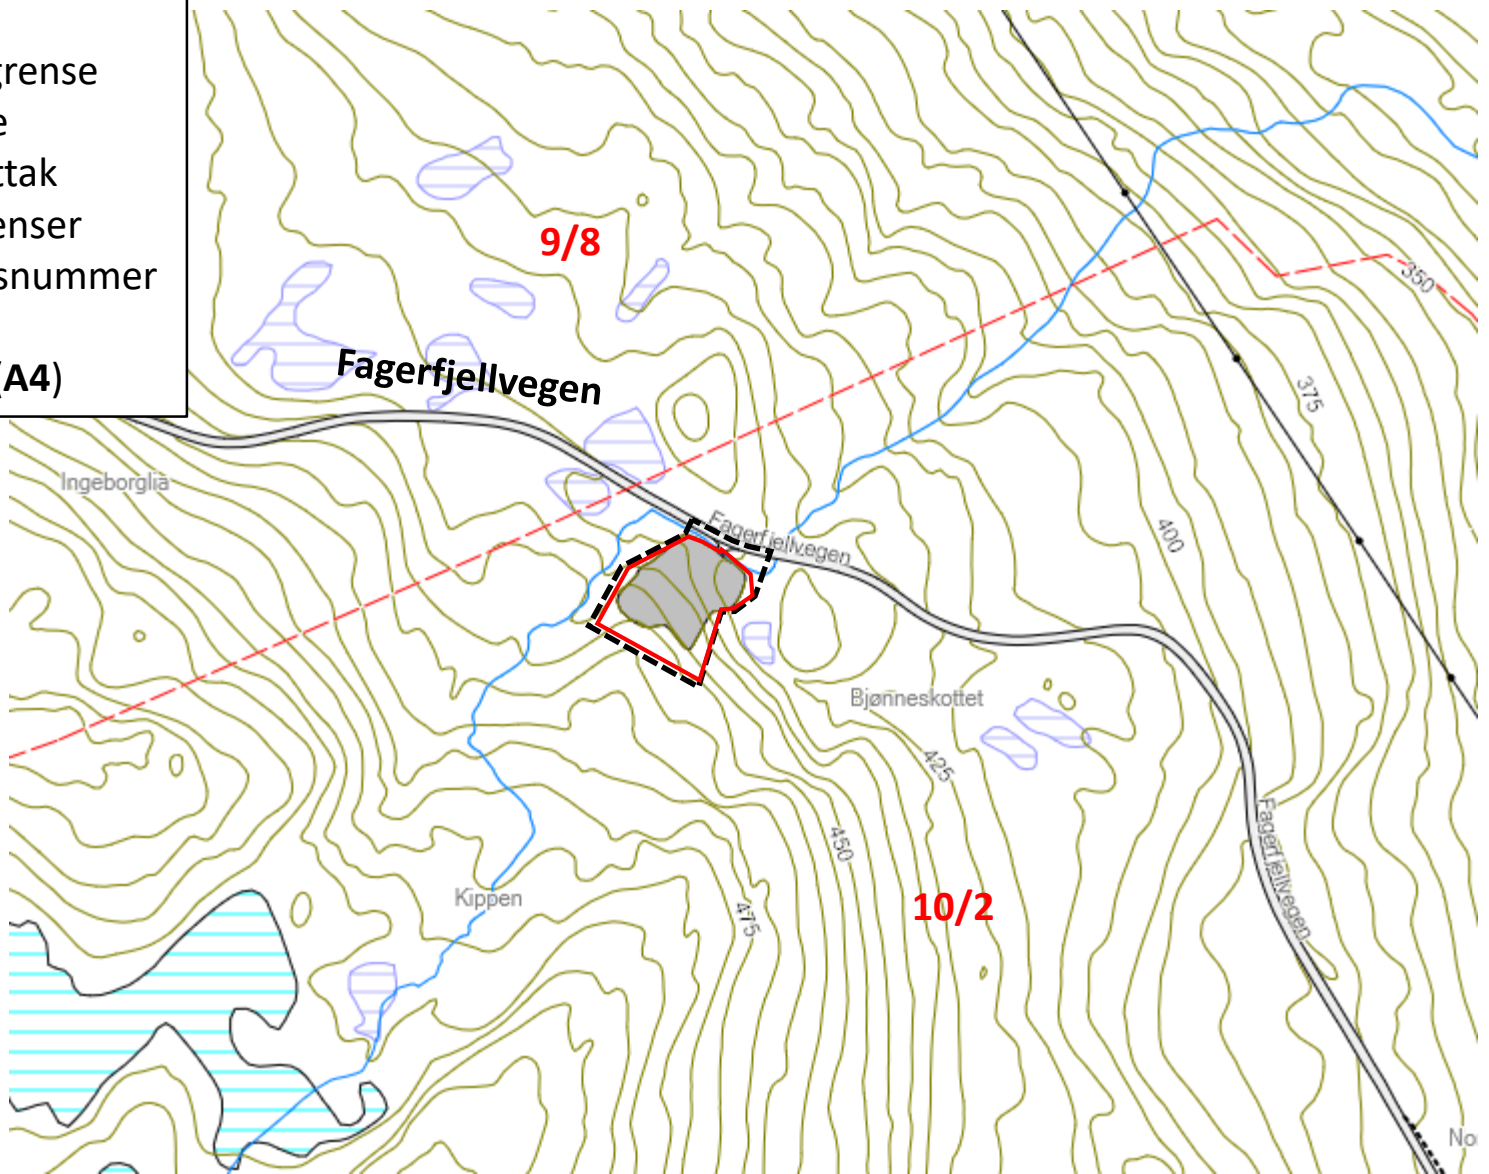 grense
e
ttak
enser
snummer
(A4)
9/8
350
Fagerfjellvegen
375
Ingeborglia
Fagerfjellvegen
400
Bjønneskottet
425
Fagerfjellvegen
450
Kippen
475
10/2
No